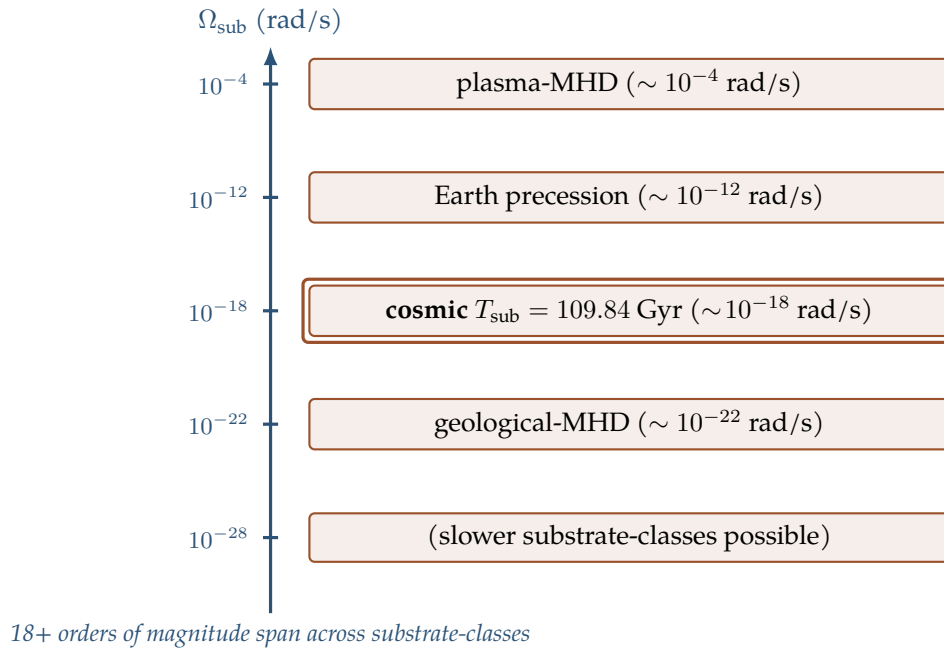 Ω_sub (rad/s)
10^−4 plasma-MHD (∼ 10^−4 rad/s)
10^−12 Earth precession (∼ 10^−12 rad/s)
10^−18 cosmic T_sub = 109.84 Gyr (∼10^−18 rad/s)
10^−22 geological-MHD (∼ 10^−22 rad/s)
10^−28 (slower substrate-classes possible)
18+ orders of magnitude span across substrate-classes